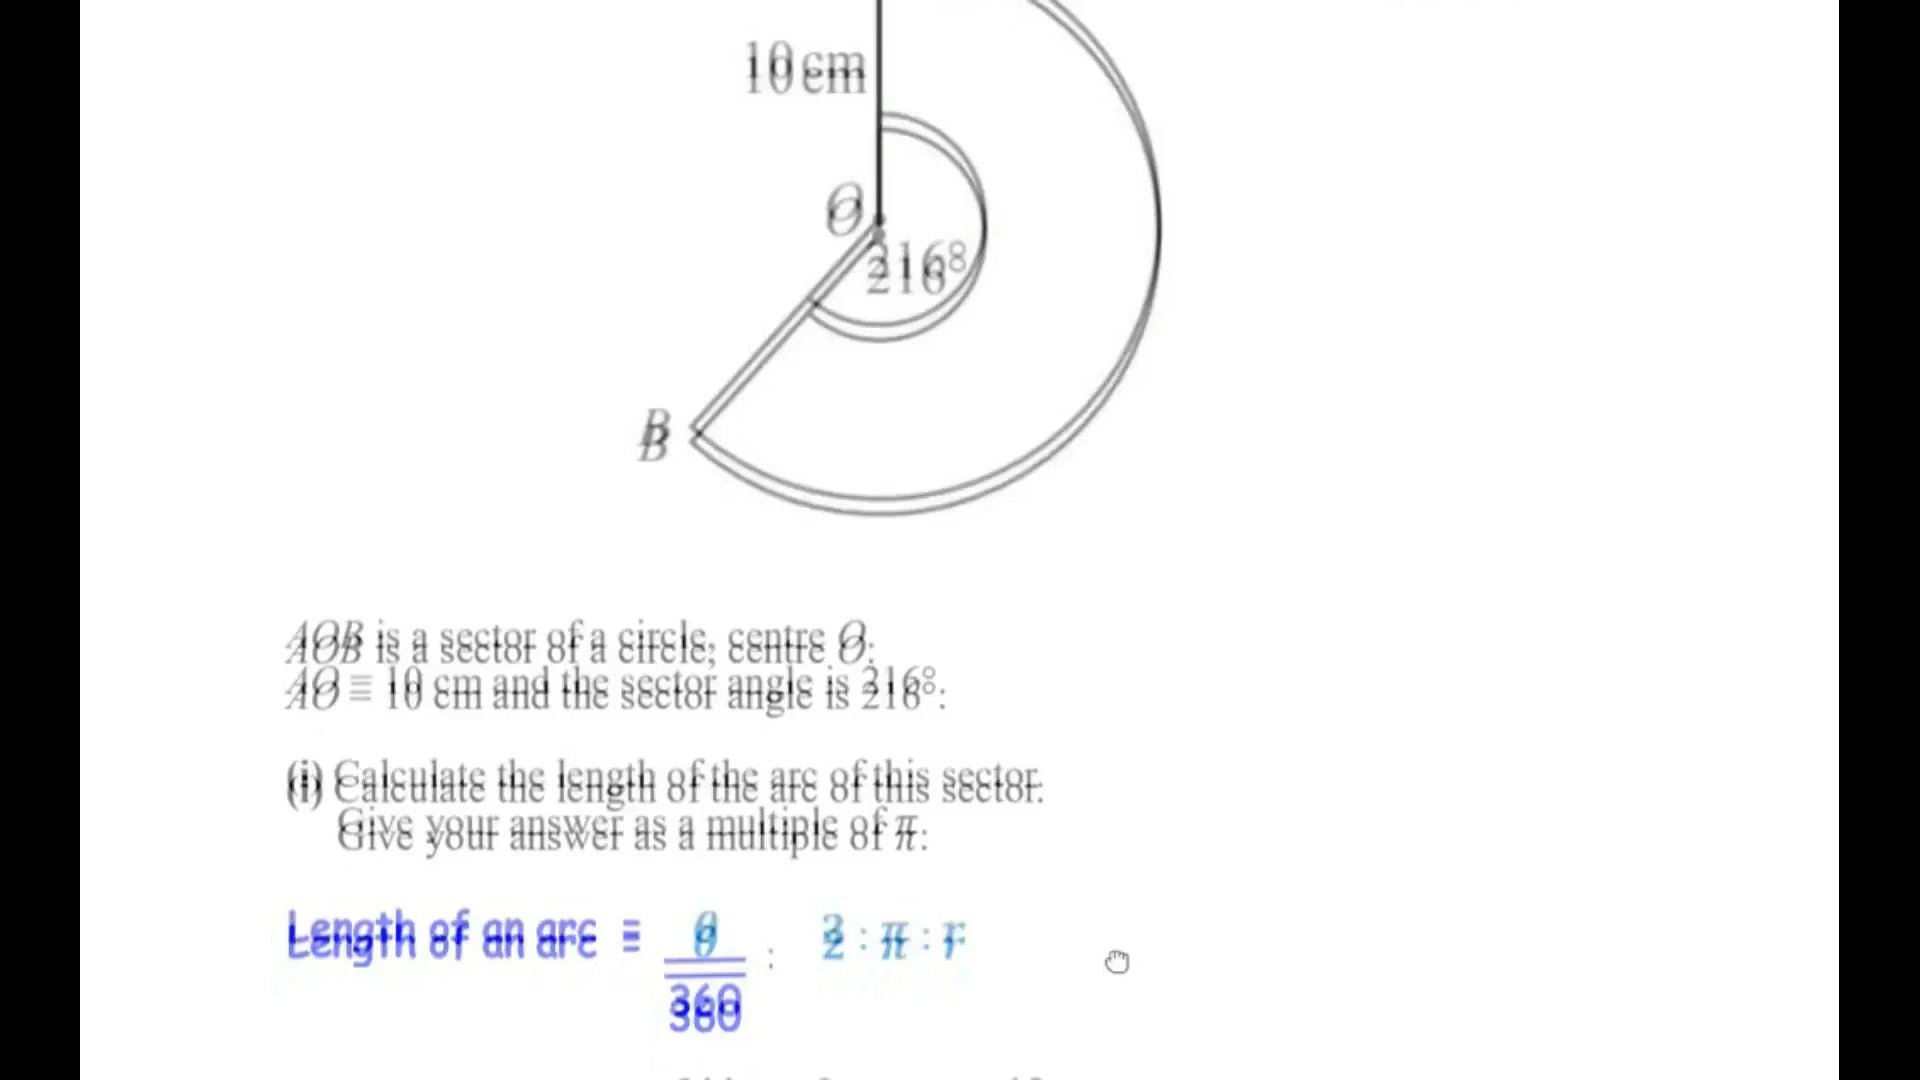 10 cm
O
216°
B
AOB is a sector of a circle, centre O.
AO = 10 cm and the sector angle is 216°.
(i) Calculate the length of the arc of this sector.
Give your answer as a multiple of π.
Length of an arc = θ . 2 . π . r
360